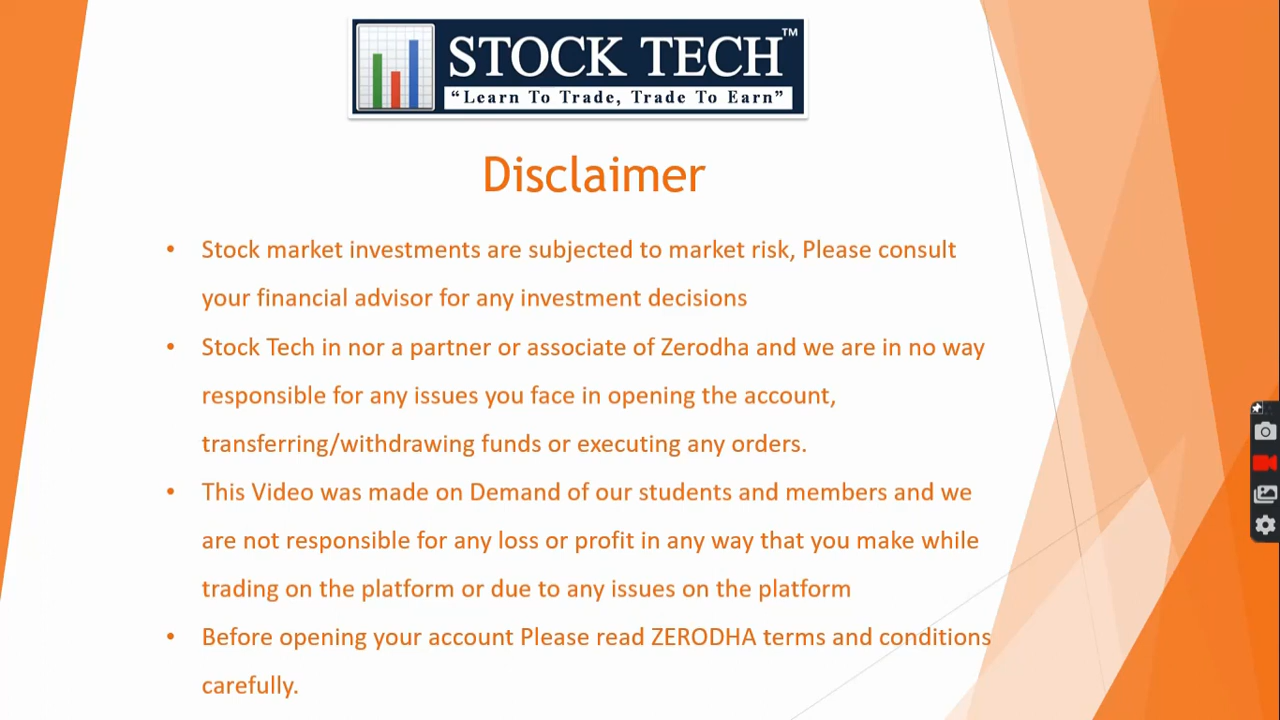 STOCK TECH™
“Learn To Trade, Trade To Earn”
Disclaimer
• Stock market investments are subjected to market risk, Please consult
your financial advisor for any investment decisions
• Stock Tech in nor a partner or associate of Zerodha and we are in no way
responsible for any issues you face in opening the account,
transferring/withdrawing funds or executing any orders.
• This Video was made on Demand of our students and members and we
are not responsible for any loss or profit in any way that you make while
trading on the platform or due to any issues on the platform
• Before opening your account Please read ZERODHA terms and conditions
carefully.